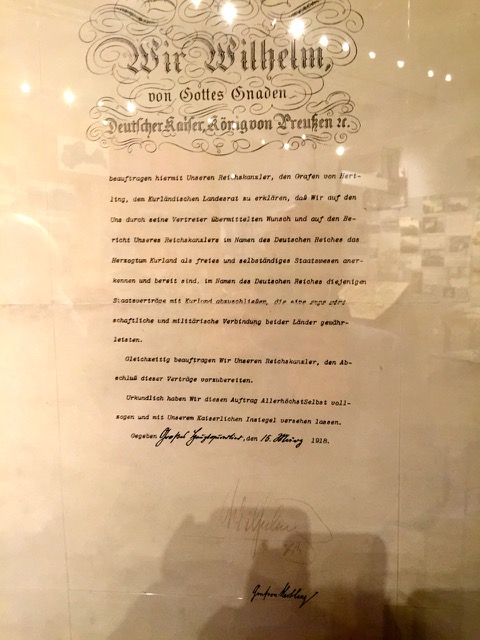 Wir Wilhelm,
von Gottes Gnaden
Deutscher Kaiser, König von Preußen ꝛc.
beauftragen hiermit Unseren Reichskanzler, den Grafen von Hert-
ling, dem Kurländischen Landesrat zu erklären, daß Wir auf den
Uns durch seine Vertreter übermittelten Wunsch und auf den Be-
richt Unseres Reichskanzlers im Namen des Deutschen Reiches das
Herzogtum Kurland als freies und selbständiges Staatswesen aner-
kennen und bereit sind, im Namen des Deutschen Reiches diejenigen
Staatsverträge mit Kurland abzuschließen, die eine enge wirt
schaftliche und militärische Verbindung beider Länder gewähr-
leisten.
Gleichzeitig beauftragen Wir Unseren Reichskanzler, den Ab-
schluß dieser Verträge vorzubereiten.
Urkundlich haben Wir diesen Auftrag AllerhöchstSelbst voll-
zogen und mit Unserem Kaiserlichen Insiegel versehen lassen.
Gegeben Großes Hauptquartier, den 15. März 1918.
Wilhelm
Graf von Hertling